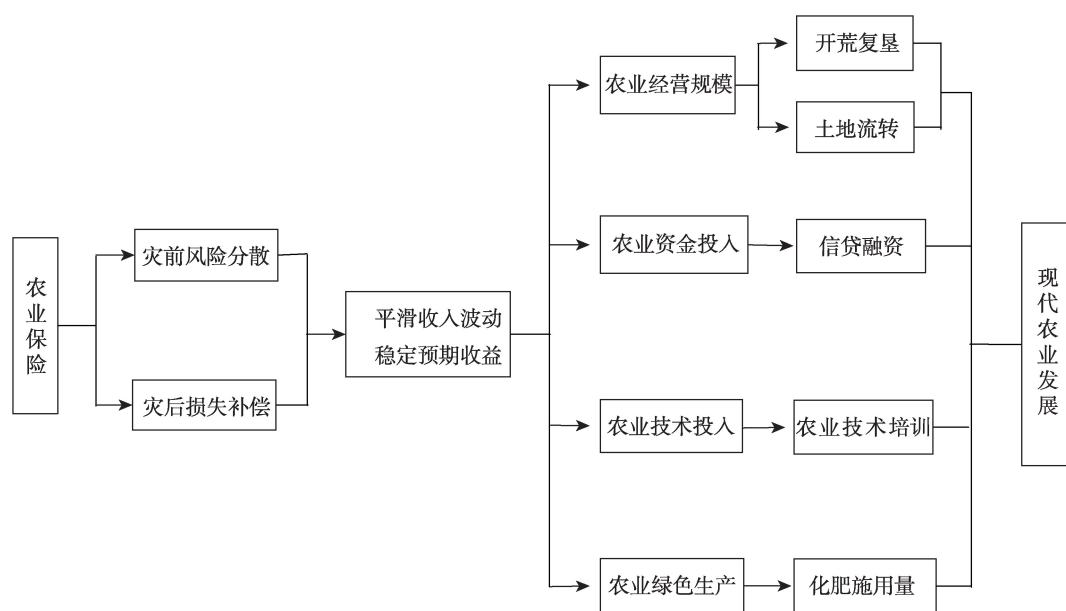 农业保险
灾前风险分散
灾后损失补偿
平滑收入波动
稳定预期收益
农业经营规模
开荒复垦
土地流转
农业资金投入
信贷融资
农业技术投入
农业技术培训
农业绿色生产
化肥施用量
现代农业发展